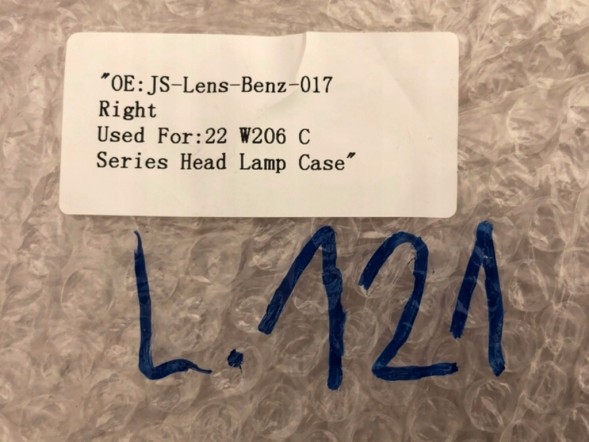 "OE:JS-Lens-Benz-017
Right
Used For:22 W206 C
Series Head Lamp Case"
L.121